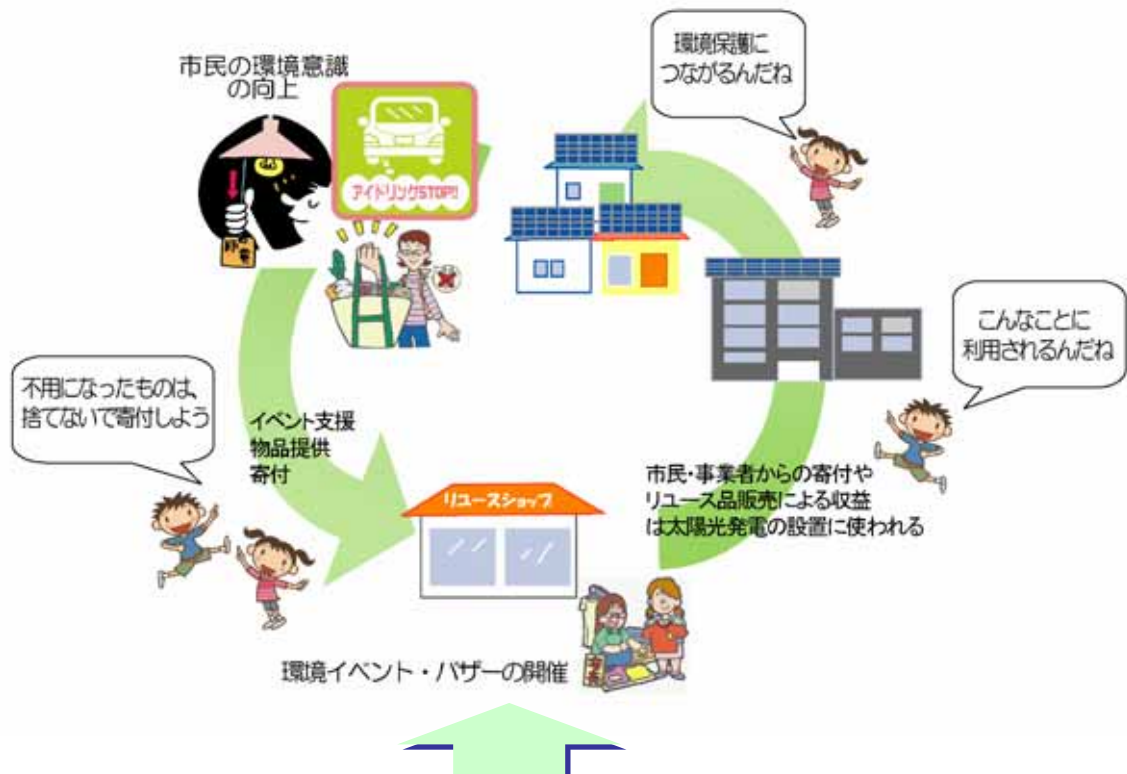 市民の環境意識
の向上
アイドリングSTOP!!
環境保護に
つながるんだね
こんなことに
利用されるんだね
不用になったものは、
捨てないで寄付しよう
イベント支援
物品提供
寄付
リユースショップ
市民・事業者からの寄付や
リユース品販売による収益
は太陽光発電の設置に使われる
環境イベント・バザーの開催